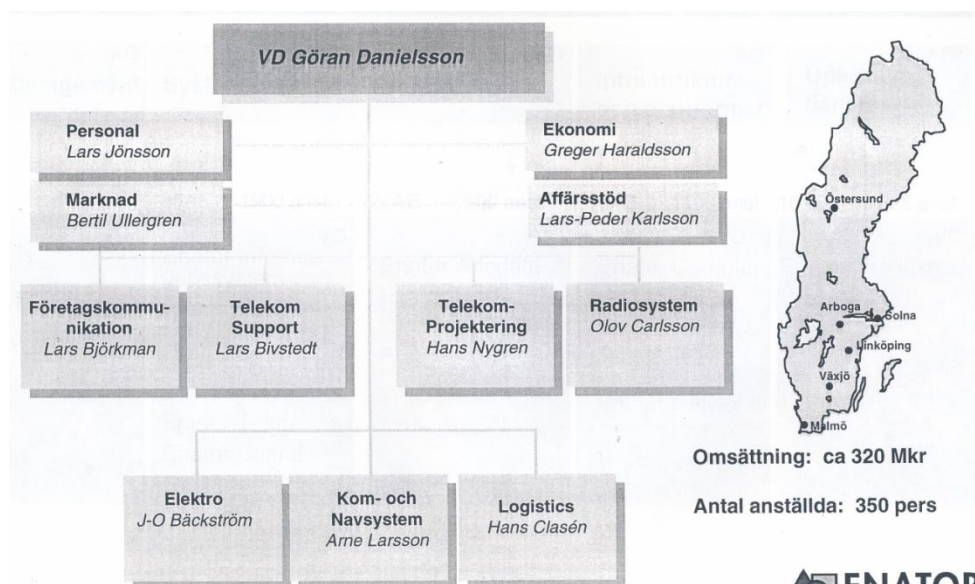 VD Göran Danielsson
Personal
Lars Jönsson
Ekonomi
Greger Haraldsson
Marknad
Bertil Ullergren
Affärsstöd
Lars-Peder Karlsson
Företagskommu-
nikation
Lars Björkman
Telekom
Support
Lars Bivstedt
Telekom-
Projektering
Hans Nygren
Radiosystem
Olov Carlsson
Elektro
J-O Bäckström
Kom- och
Navsystem
Arne Larsson
Logistics
Hans Clasén
Östersund
Arboga
Solna
Linköping
Växjö
Malmö
Omsättning: ca 320 Mkr
Antal anställda: 350 pers
ENATOR